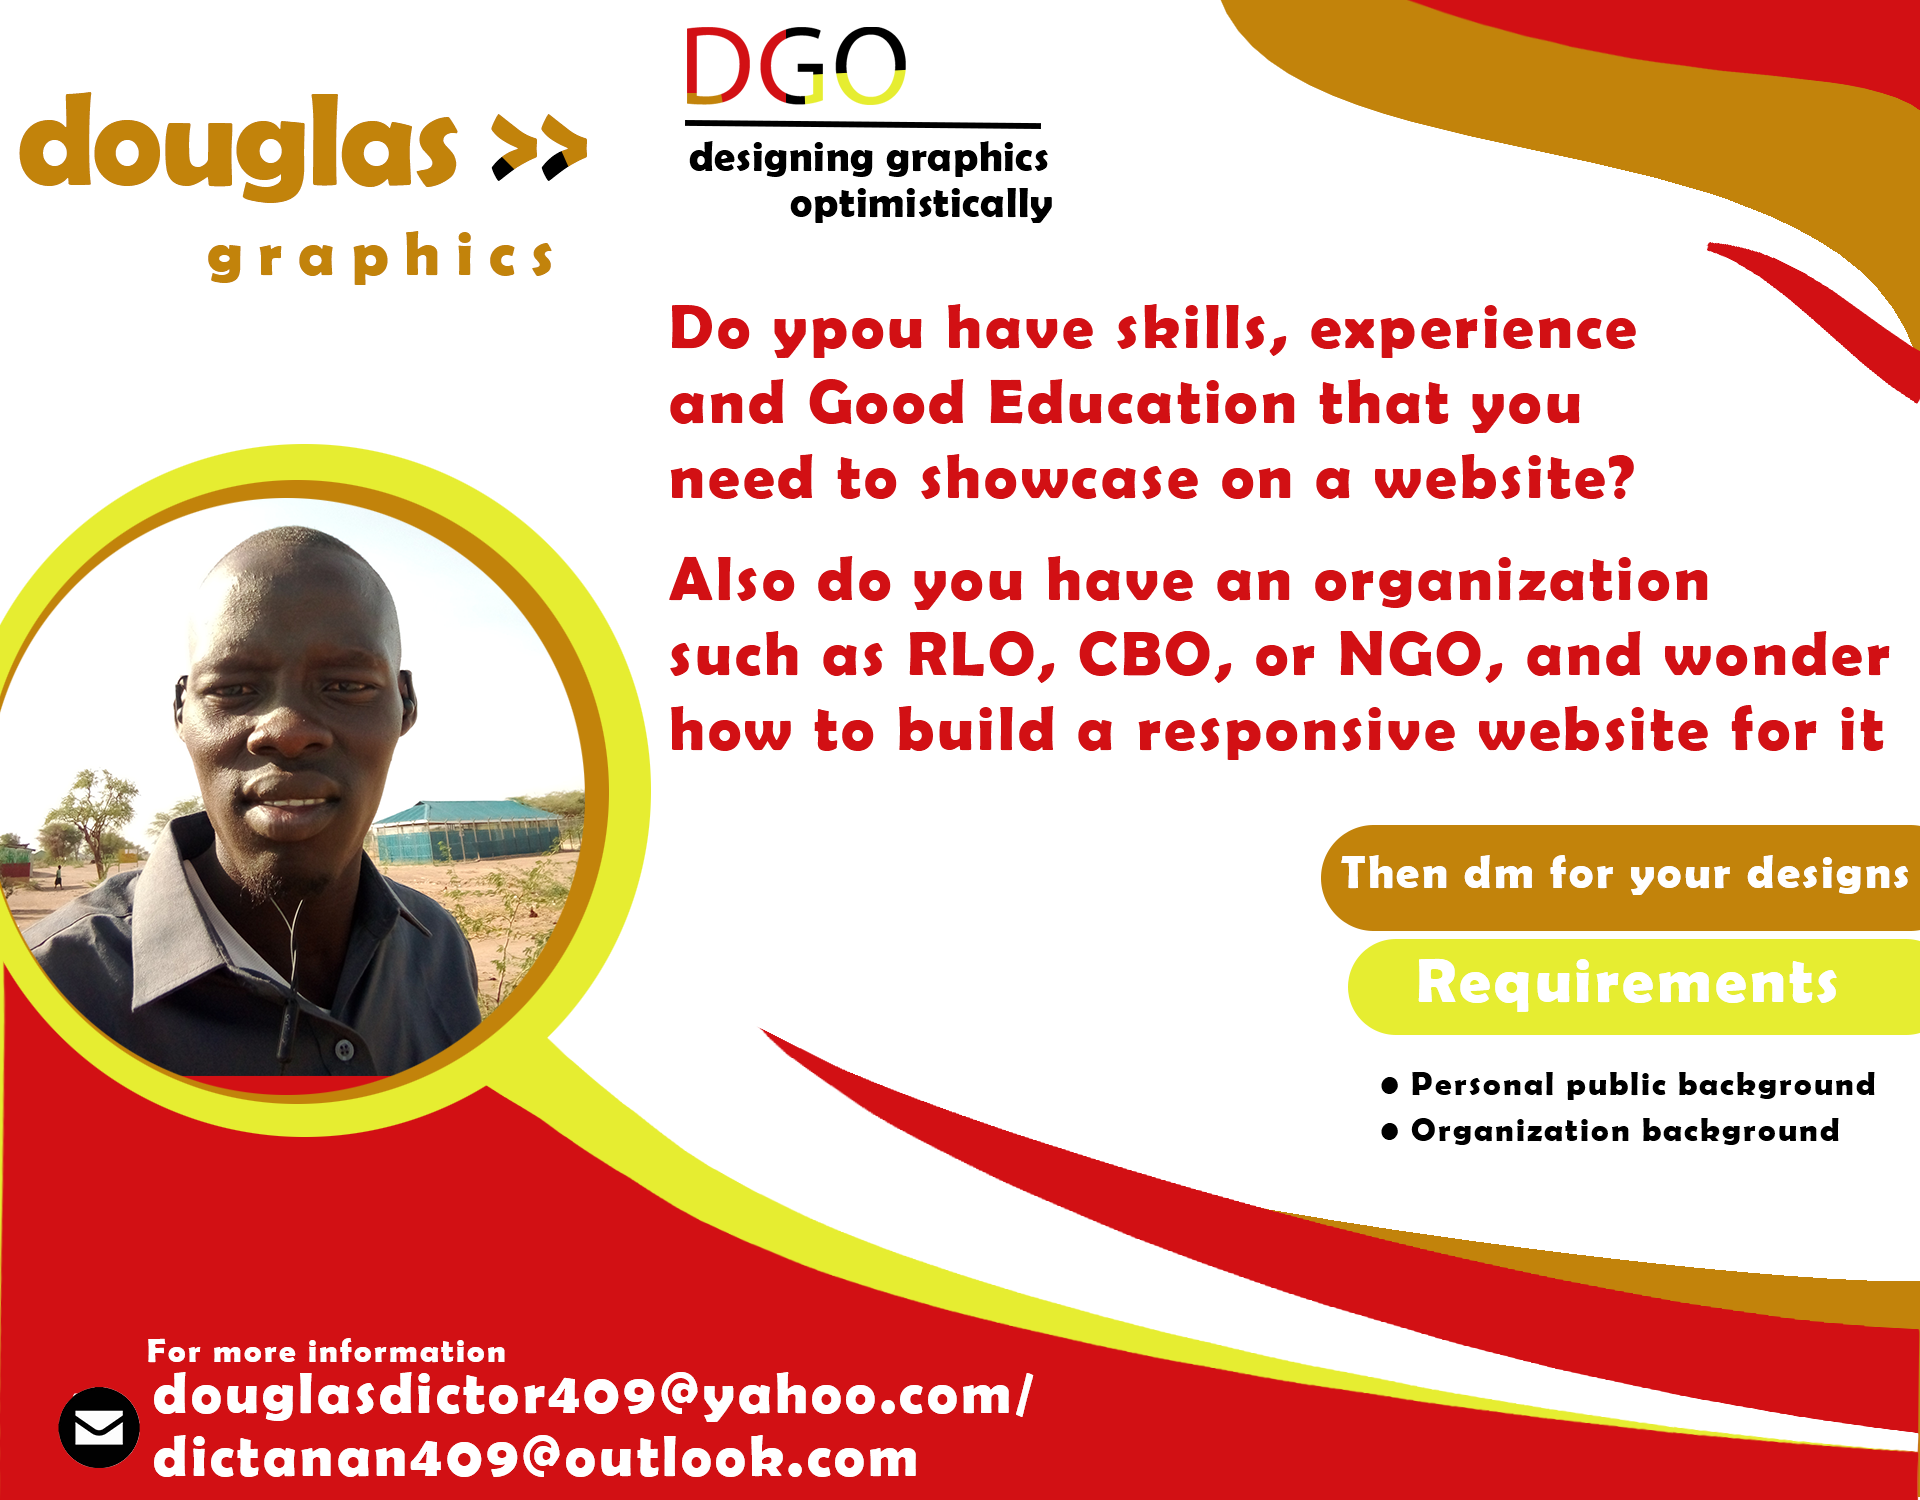 douglas >>
graphics
DGO
designing graphics
optimistically
Do ypou have skills, experience
and Good Education that you
need to showcase on a website?
Also do you have an organization
such as RLO, CBO, or NGO, and wonder
how to build a responsive website for it
Then dm for your designs
Requirements
• Personal public background
• Organization background
For more information
douglasdictor409@yahoo.com/
dictanan409@outlook.com